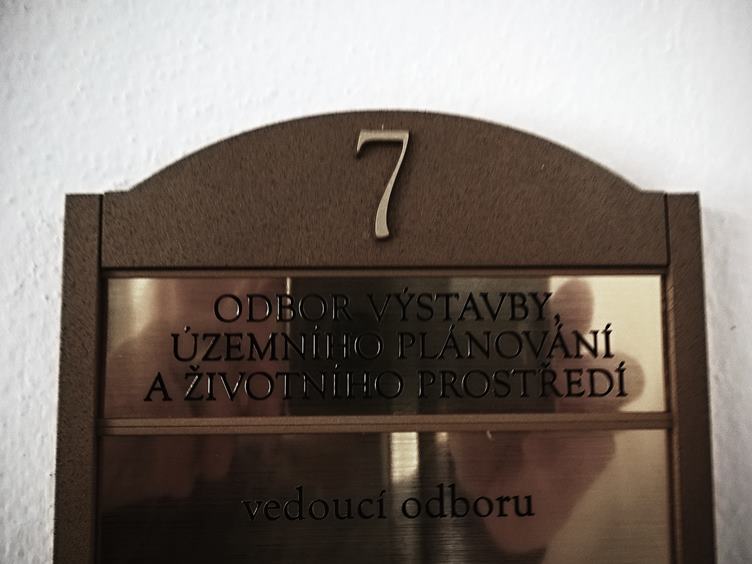 7
ODBOR VÝSTAVBY,
ÚZEMNÍHO PLÁNOVÁNÍ
A ŽIVOTNÍHO PROSTŘEDÍ
vedoucí odboru